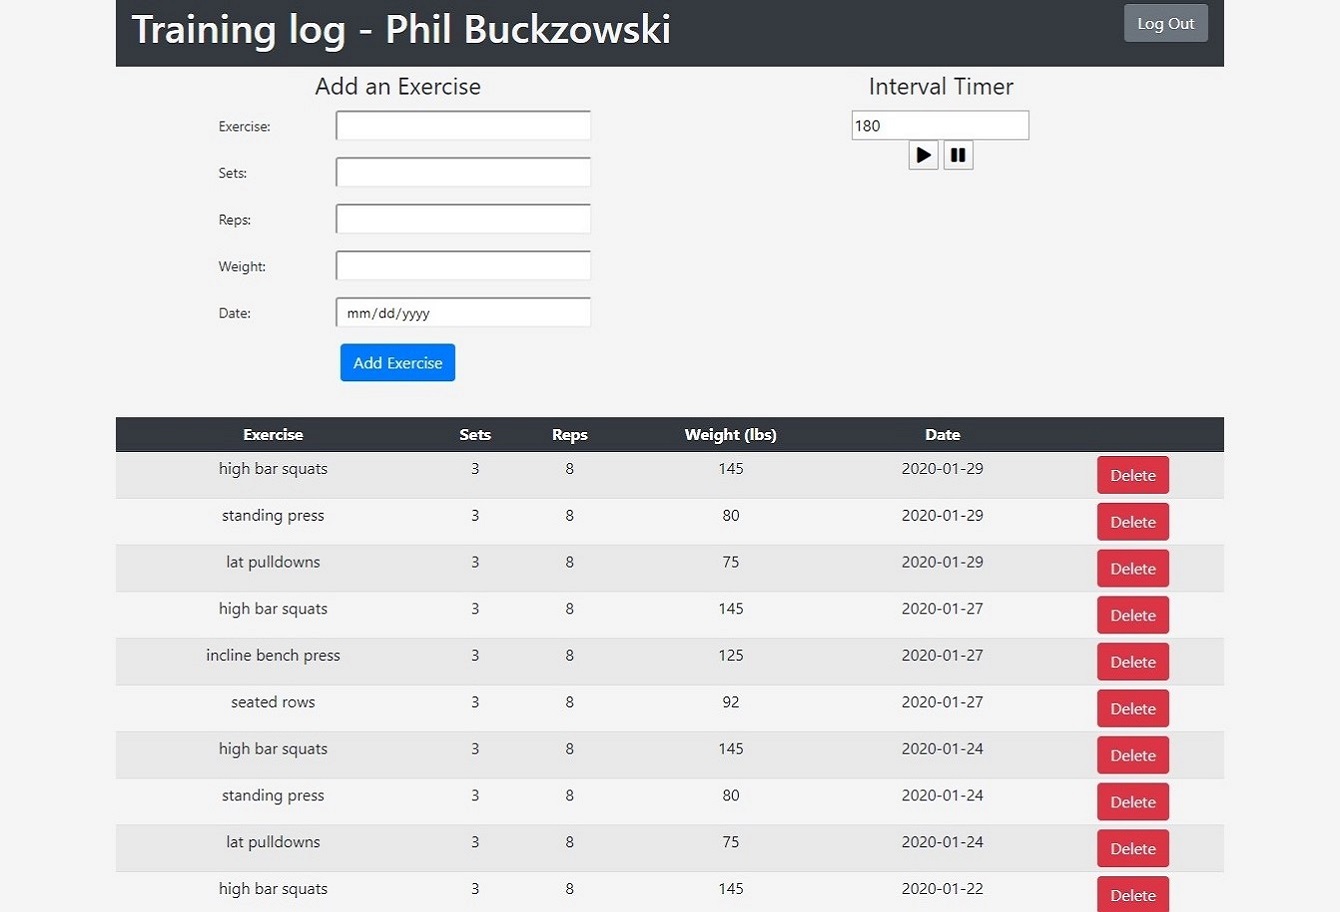 Training log - Phil Buckzowski
Log Out
Add an Exercise
Exercise:
Sets:
Reps:
Weight:
Date: mm/dd/yyyy
Add Exercise
Interval Timer
180
Exercise Sets Reps Weight (lbs) Date
high bar squats 3 8 145 2020-01-29 Delete
standing press 3 8 80 2020-01-29 Delete
lat pulldowns 3 8 75 2020-01-29 Delete
high bar squats 3 8 145 2020-01-27 Delete
incline bench press 3 8 125 2020-01-27 Delete
seated rows 3 8 92 2020-01-27 Delete
high bar squats 3 8 145 2020-01-24 Delete
standing press 3 8 80 2020-01-24 Delete
lat pulldowns 3 8 75 2020-01-24 Delete
high bar squats 3 8 145 2020-01-22 Delete